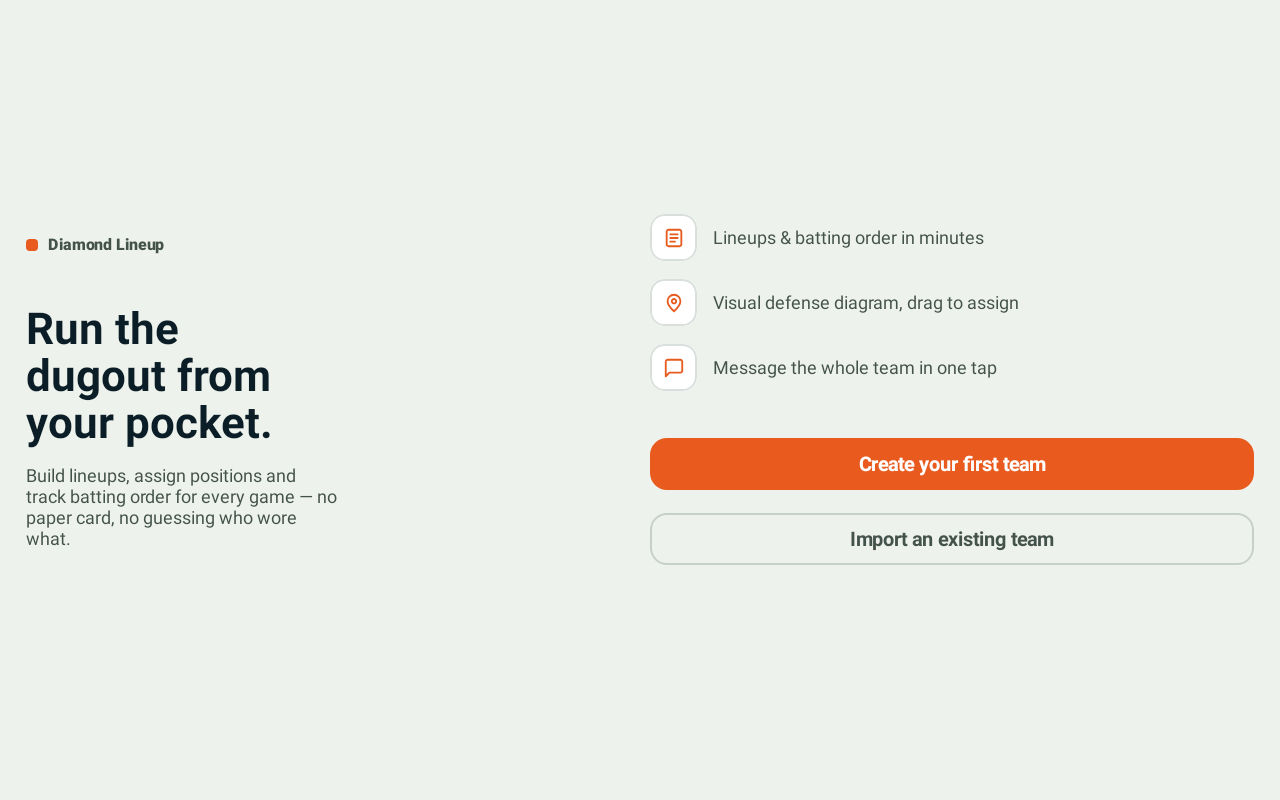 Diamond Lineup
Run the
dugout from
your pocket.
Build lineups, assign positions and
track batting order for every game — no
paper card, no guessing who wore
what.
Lineups & batting order in minutes
Visual defense diagram, drag to assign
Message the whole team in one tap
Create your first team
Import an existing team